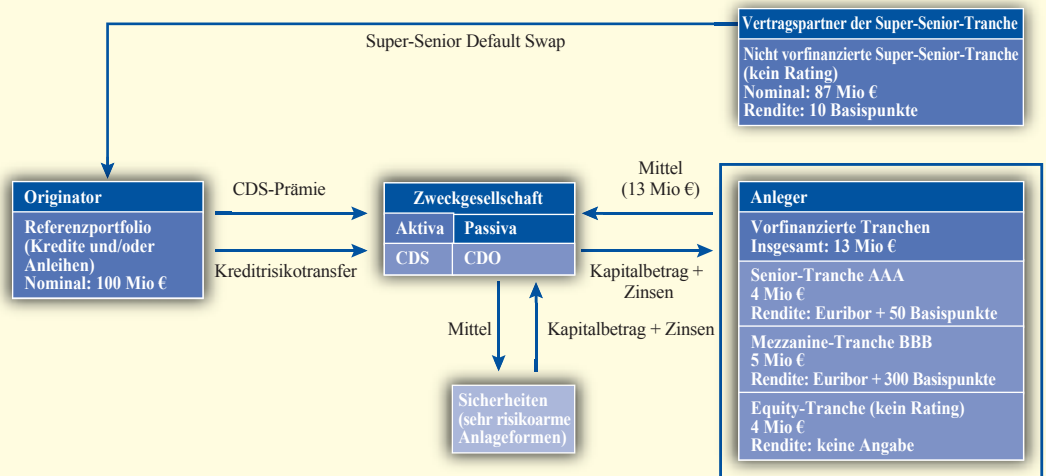 Vertragspartner der Super-Senior-Tranche
Nicht vorfinanzierte Super-Senior-Tranche
(kein Rating)
Nominal: 87 Mio €
Rendite: 10 Basispunkte
Super-Senior Default Swap
Originator
Referenzportfolio
(Kredite und/oder
Anleihen)
Nominal: 100 Mio €
CDS-Prämie
Kreditrisikotransfer
Zweckgesellschaft
Aktiva Passiva
CDS CDO
Mittel
(13 Mio €)
Kapitalbetrag +
Zinsen
Mittel
Kapitalbetrag + Zinsen
Sicherheiten
(sehr risikoarme
Anlageformen)
Anleger
Vorfinanzierte Tranchen
Insgesamt: 13 Mio €
Senior-Tranche AAA
4 Mio €
Rendite: Euribor + 50 Basispunkte
Mezzanine-Tranche BBB
5 Mio €
Rendite: Euribor + 300 Basispunkte
Equity-Tranche (kein Rating)
4 Mio €
Rendite: keine Angabe